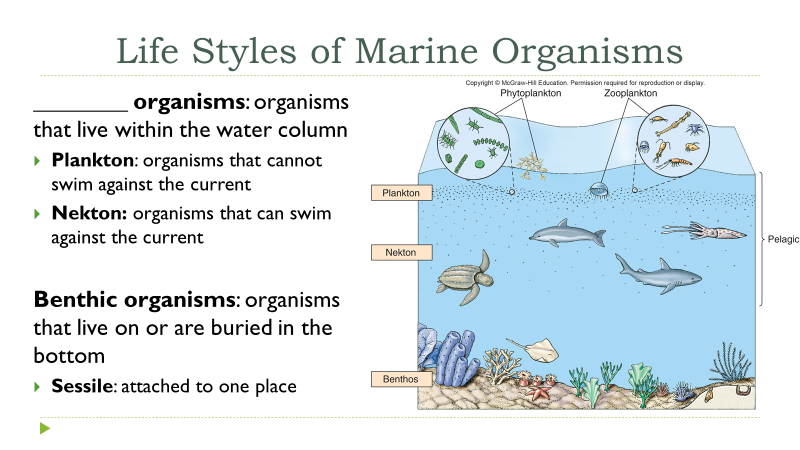 Life Styles of Marine Organisms
________ organisms: organisms
that live within the water column
Plankton: organisms that cannot
swim against the current
Nekton: organisms that can swim
against the current
Benthic organisms: organisms
that live on or are buried in the
bottom
Sessile: attached to one place
Copyright © McGraw-Hill Education. Permission required for reproduction or display.
Phytoplankton
Zooplankton
Plankton
Nekton
Pelagic
Benthos